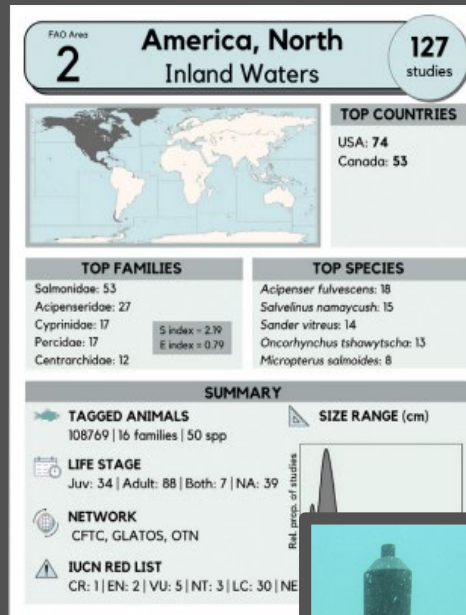 FAO Area
2
America, North
Inland Waters
127
studies
TOP COUNTRIES
USA: 74
Canada: 53
TOP FAMILIES
Salmonidae: 53
Acipenseridae: 27
Cyprinidae: 17
Percidae: 17
Centrarchidae: 12
S index = 2.19
E index = 0.79
TOP SPECIES
Acipenser fulvescens: 18
Salvelinus namaycush: 15
Sander vitreus: 14
Oncorhynchus tshawytscha: 13
Micropterus salmoides: 8
SUMMARY
TAGGED ANIMALS
108769 | 16 families | 50 spp
LIFE STAGE
Juv: 34 | Adult: 88 | Both: 7 | NA: 39
NETWORK
CFTC, GLATOS, OTN
IUCN RED LIST
CR: 1 | EN: 2 | VU: 5 | NT: 3 | LC: 30 | NE
SIZE RANGE (cm)
Rel. prop. of studies